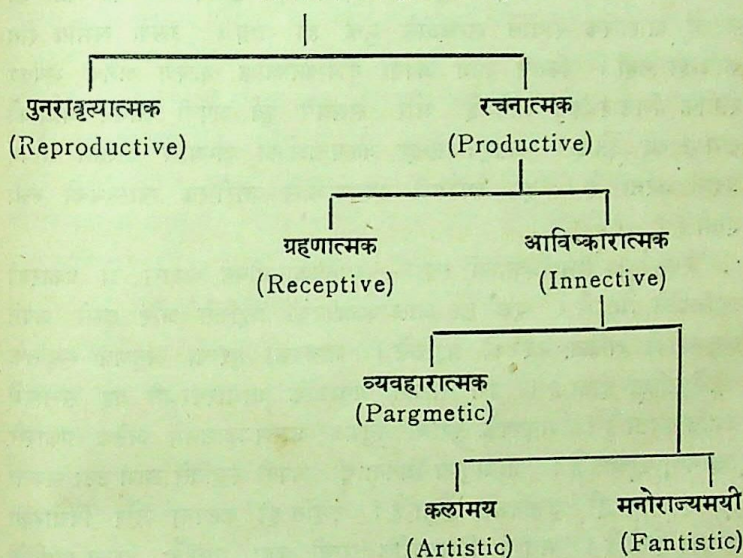 पुनरावृत्यात्मक रचनात्मक
(Reproductive) (Productive)
ग्रहणात्मक आविष्कारात्मक
(Receptive) (Innective)
व्यवहारात्मक
(Pargmetic)
कलामय मनोराज्यमयी
(Artistic) (Fantistic)